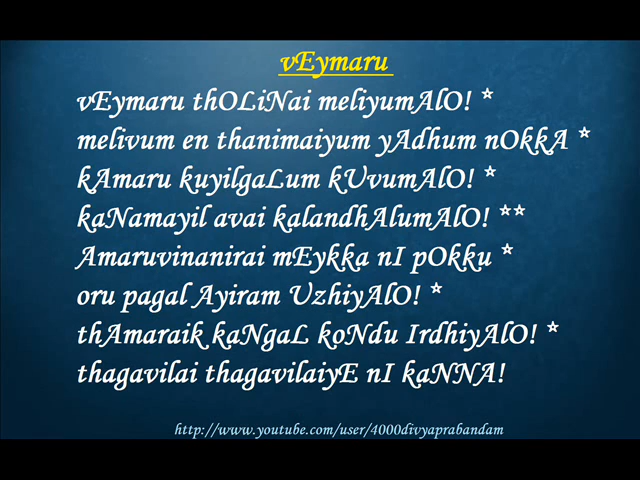 vEymaru
vEymaru thOLiNai meliyumAlO! *
melivum en thanimaiyum yAdhum nOkkA *
kAmaru kuyilgaLum kUvumAlO! *
kaNamayil avai kalandhAlumAlO! **
Amaruvinanirai mEykka nI pOkku *
oru pagal Ayiram UzhiyAlO! *
thAmaraik kaNgaL koNdu IrdhiyAlO! *
thagavilai thagavilaiyE nI kaNNA!
http://www.youtube.com/user/4000divyaprabandam